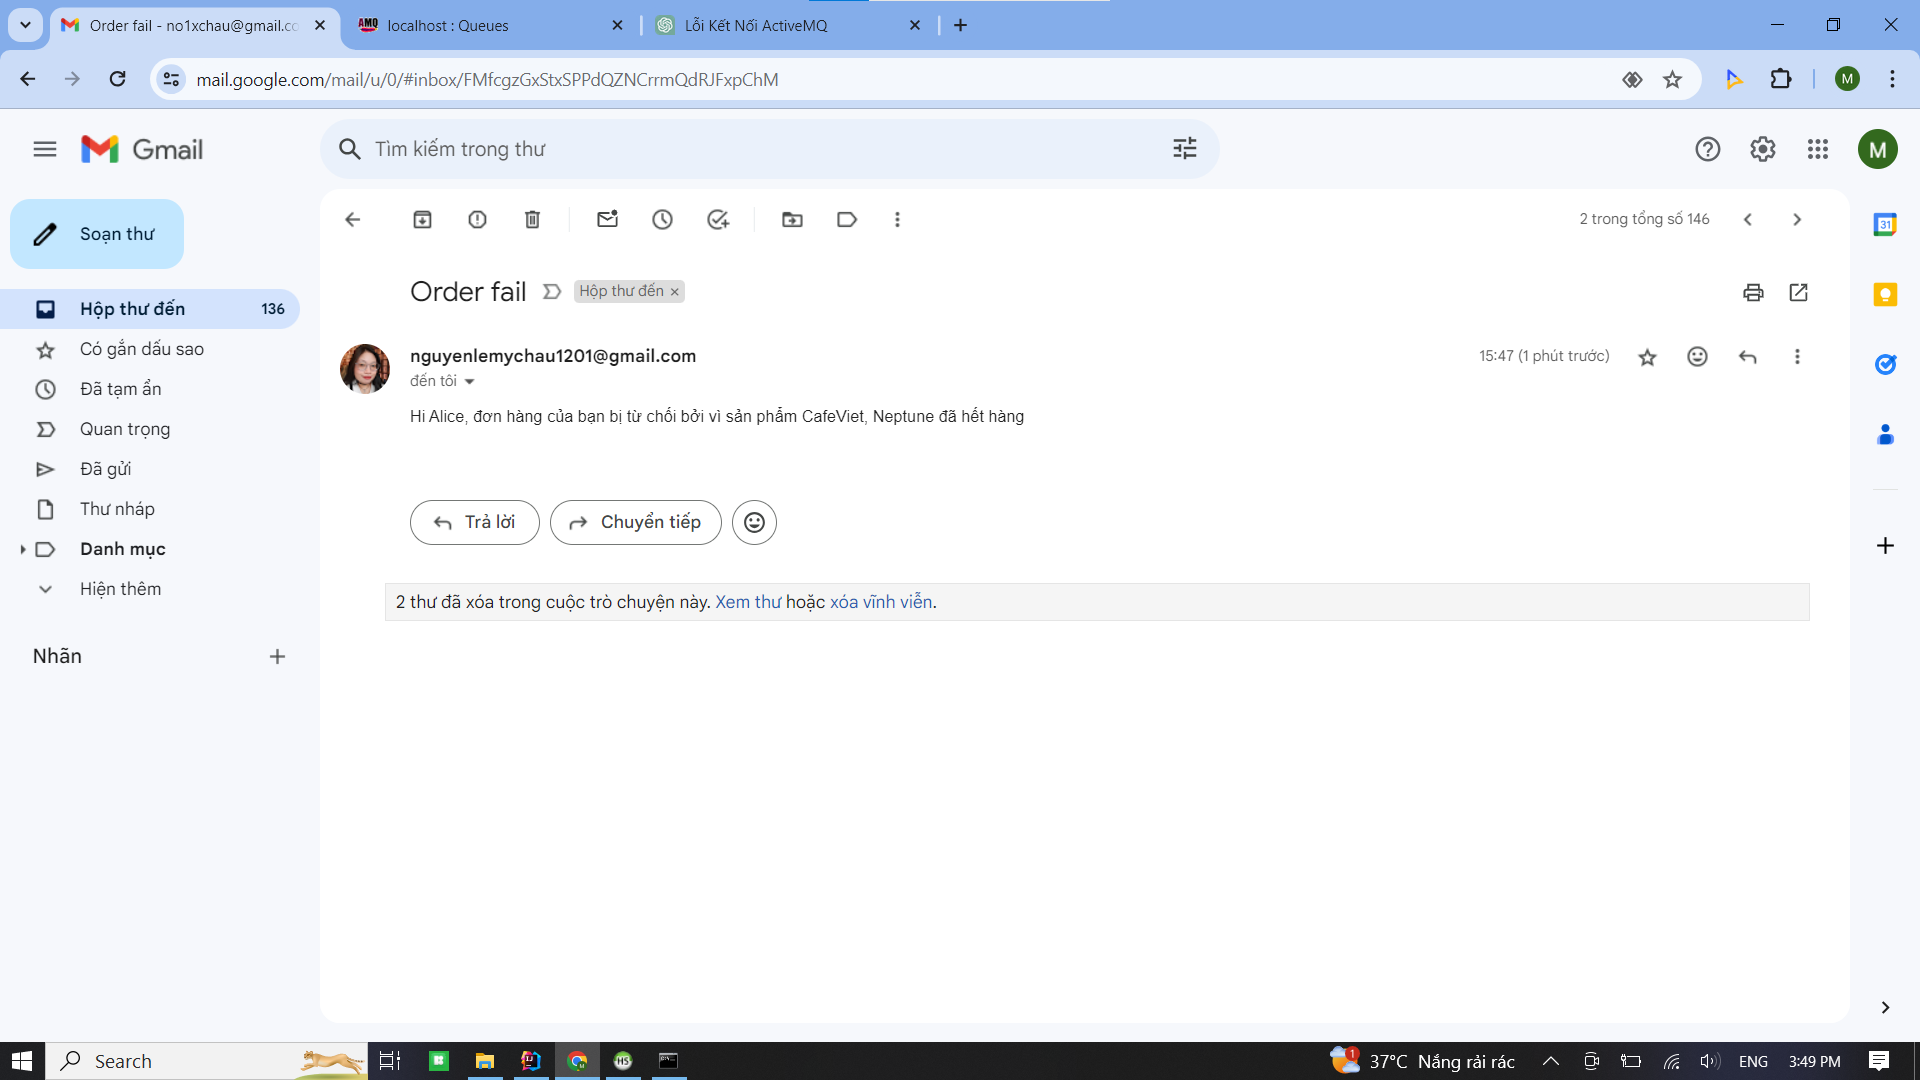 Order fail - no1xchau@gmail.co
AMQ
localhost : Queues
Lỗi Kết Nối ActiveMQ
mail.google.com/mail/u/0/#inbox/FMfcgzGxStxSPPdQZNCrrmQdRJFxpChM
M
Gmail
Tìm kiếm trong thư
M
Soạn thư
2 trong tổng số 146
31
Order fail
Hộp thư đến
Hộp thư đến
136
Có gắn dấu sao
nguyenlemychau1201@gmail.com
15:47 (1 phút trước)
đến tôi
Đã tạm ẩn
Hi Alice, đơn hàng của bạn bị từ chối bởi vì sản phẩm CafeViet, Neptune đã hết hàng
Quan trọng
Đã gửi
Thư nháp
Trả lời
Chuyển tiếp
Danh mục
Hiện thêm
2 thư đã xóa trong cuộc trò chuyện này. Xem thư hoặc xóa vĩnh viễn.
Nhãn
Search
HS
1
37°C
Nắng rải rác
ENG
3:49 PM